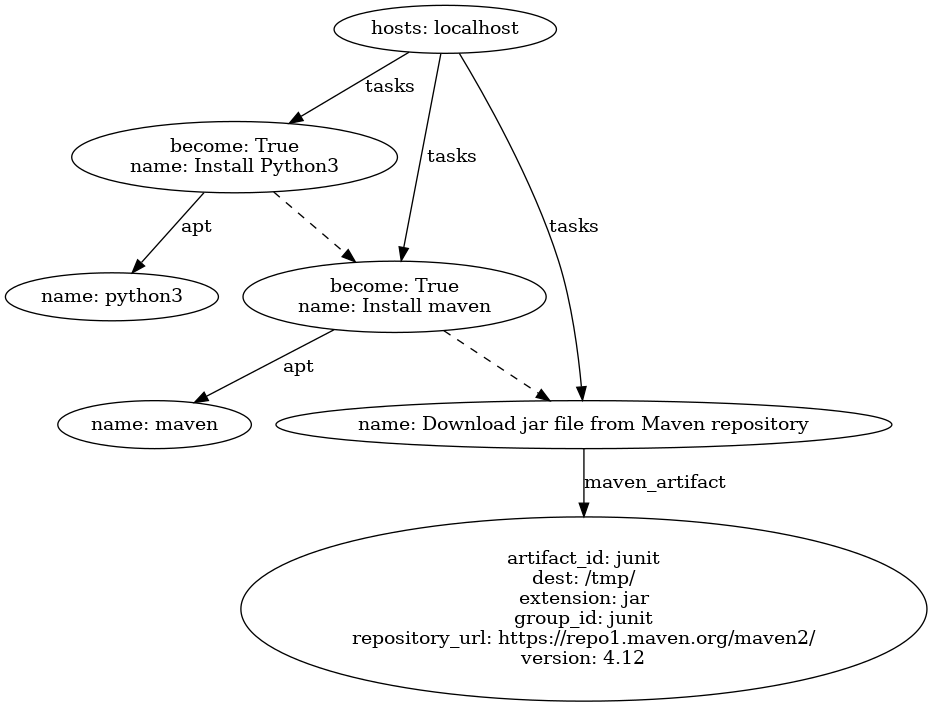 hosts: localhost
tasks
become: True
name: Install Python3
tasks
apt
tasks
name: python3
become: True
name: Install maven
apt
name: maven
name: Download jar file from Maven repository
maven_artifact
artifact_id: junit
dest: /tmp/
extension: jar
group_id: junit
repository_url: https://repo1.maven.org/maven2/
version: 4.12